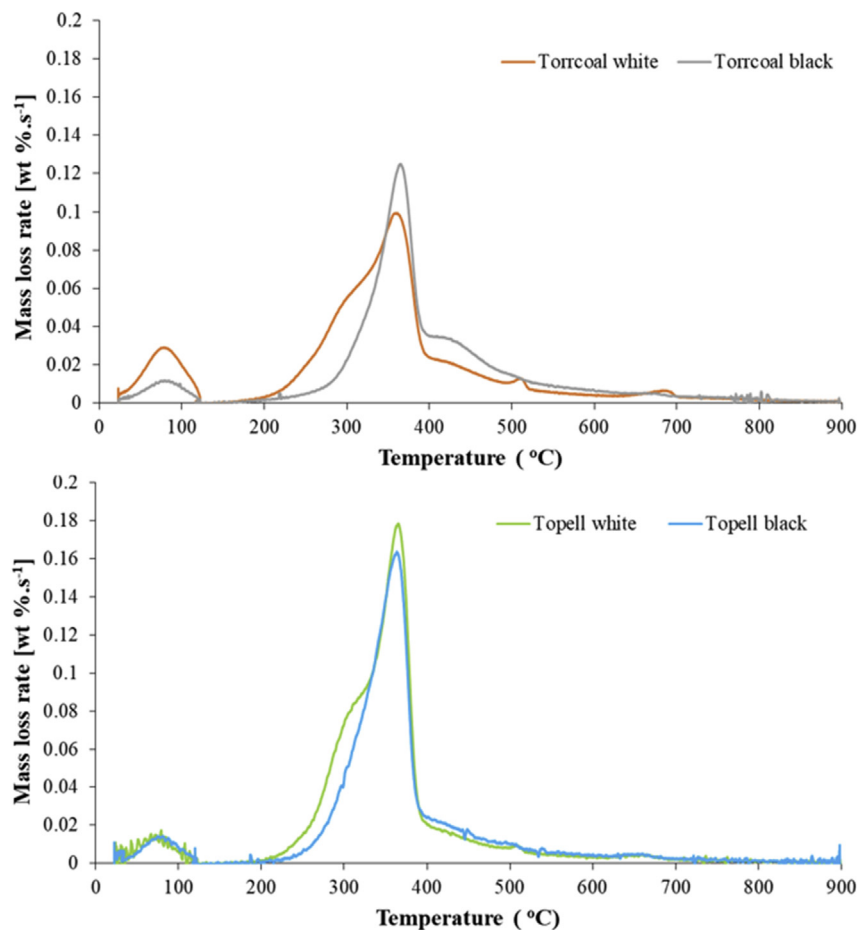 0.2
0.18
0.16
0.14
0.12
0.1
0.08
0.06
0.04
0.02
0
Mass loss rate [wt %.s⁻¹]
Torrcoal white Torrcoal black
0 100 200 300 400 500 600 700 800 900
Temperature ( ºC)
0.2
0.18
0.16
0.14
0.12
0.1
0.08
0.06
0.04
0.02
0
Mass loss rate [wt %.s⁻¹]
Topell white Topell black
0 100 200 300 400 500 600 700 800 900
Temperature ( ºC)